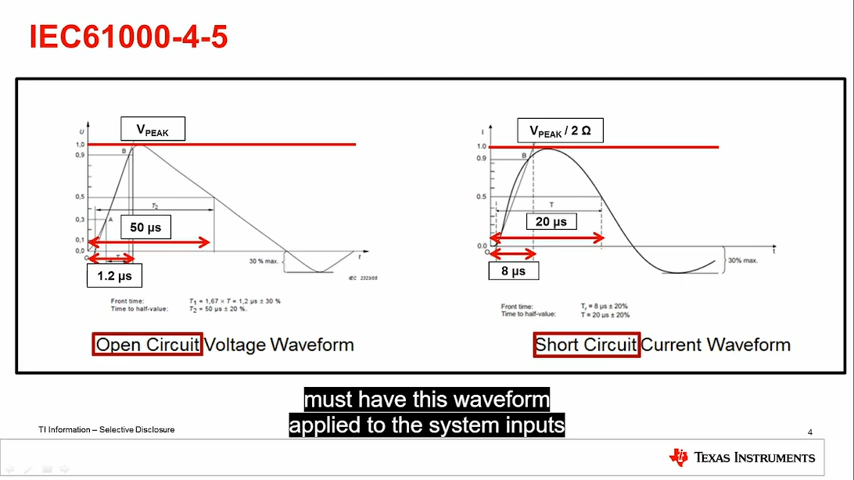 IEC61000-4-5
VPEAK
U
1,0
0,9
0,5
0,3
0,1
0,0
B
A
T2
50 µs
1.2 µs
30 % max.
t
IEC 2323/05
Front time: T1 = 1,67 × T = 1,2 µs ± 30 %
Time to half-value: T2 = 50 µs ± 20 %.
Open Circuit Voltage Waveform
VPEAK / 2 Ω
I
1.0
0.9
0.5
0.0
B
T
20 µs
8 µs
O
30% max.
t
Front time: Tr = 8 µs ± 20%
Time to half-value: T = 20 µs ± 20%
Short Circuit Current Waveform
must have this waveform
applied to the system inputs
TI Information – Selective Disclosure
4
TEXAS INSTRUMENTS